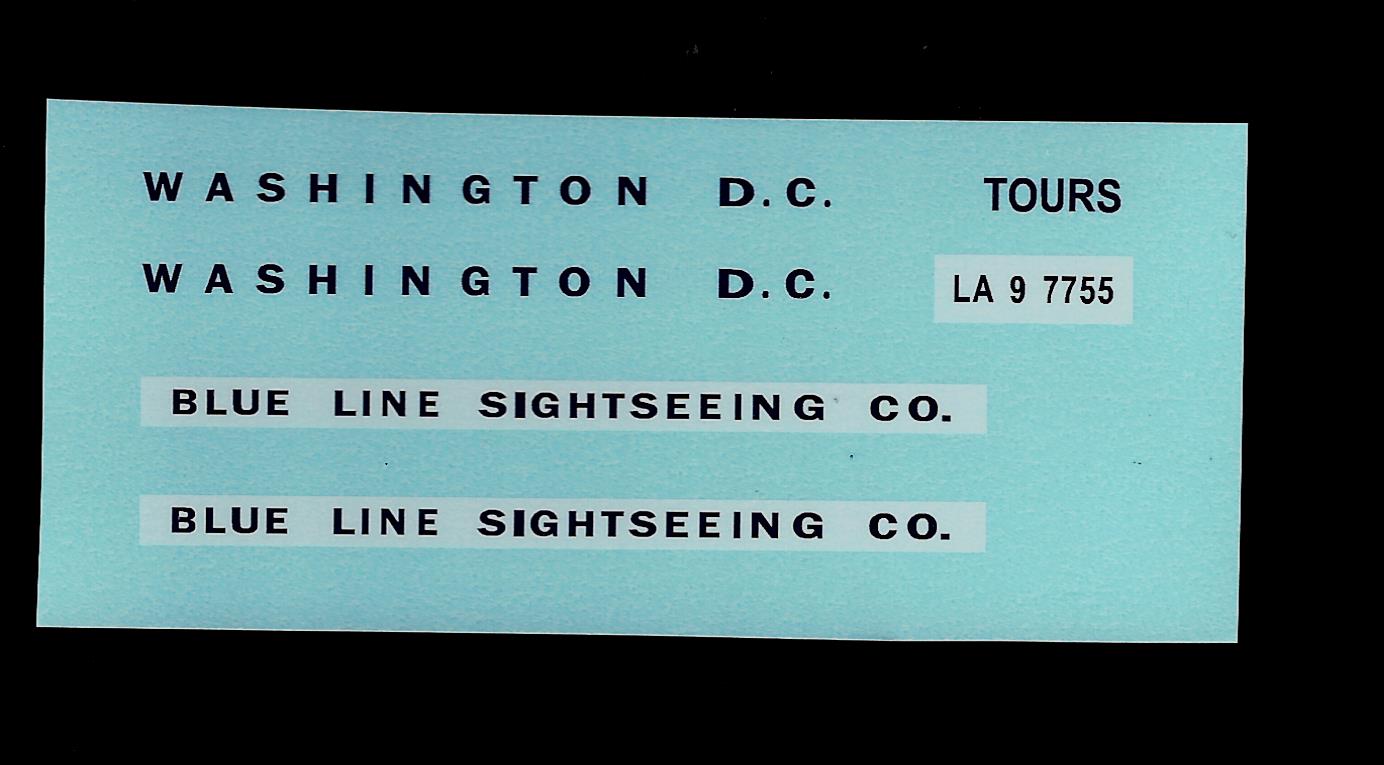 WASHINGTON D.C.
TOURS
WASHINGTON D.C.
LA 9 7755
BLUE LINE SIGHTSEEING CO.
BLUE LINE SIGHTSEEING CO.